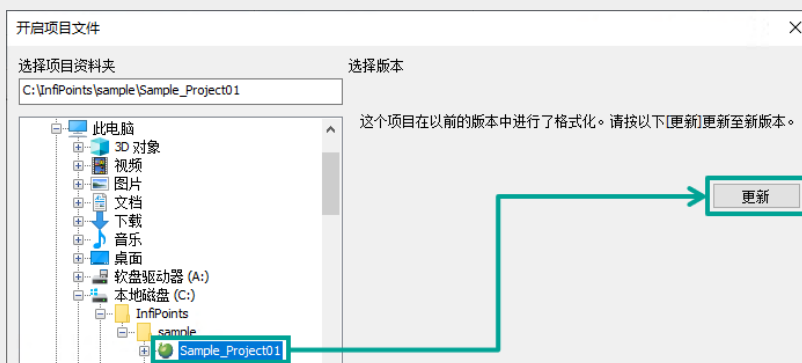 开启项目文件
选择项目资料夹
选择版本
C:\InfiPoints\sample\Sample_Project01
这个项目在以前的版本中进行了格式化。请按以下[更新]更新至新版本。
此电脑
3D 对象
视频
图片
文档
更新
下载
音乐
桌面
软盘驱动器 (A:)
本地磁盘 (C:)
InfiPoints
sample
Sample_Project01